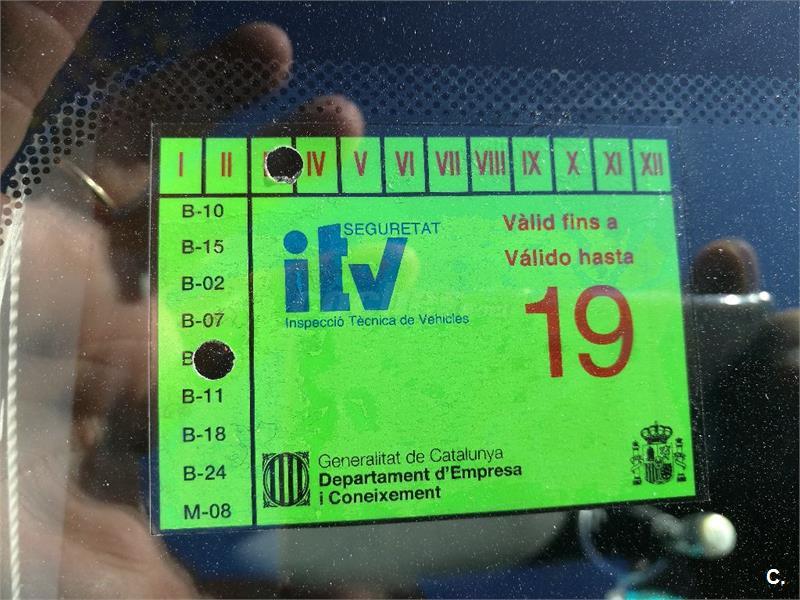 I II IV V VI VII VIII IX X XI XII
B-10
B-15
B-02
B-07
B
B-11
B-18
B-24
M-08
SEGURETAT
itv
Inspecció Tècnica de Vehicles
Vàlid fins a
Válido hasta
19
Generalitat de Catalunya
Departament d'Empresa
i Coneixement
C.